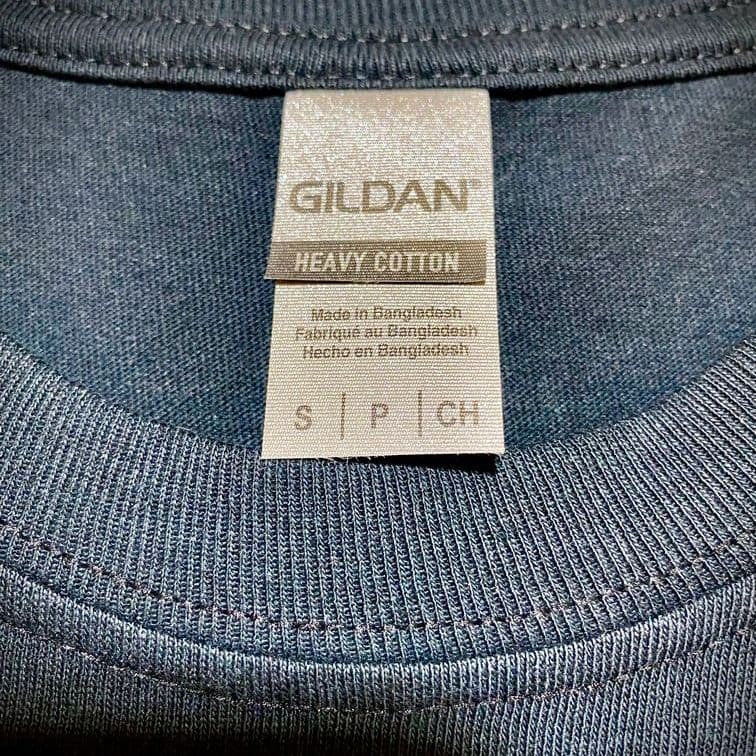 GILDAN®
HEAVY COTTON
Made in Bangladesh
Fabriqué au Bangladesh
Hecho en Bangladesh
S | P | CH